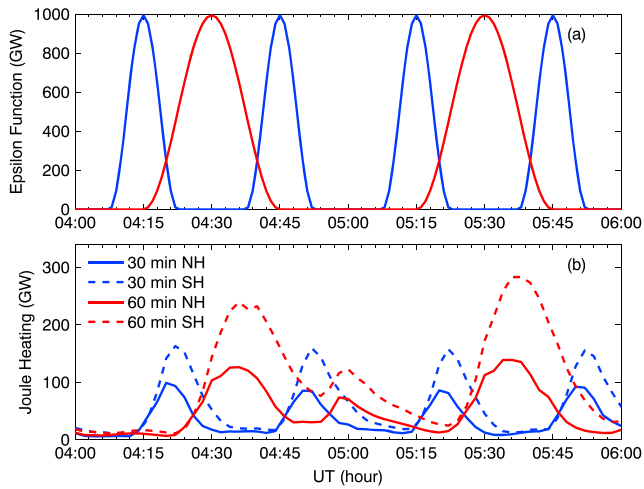 1000
800
600
400
200
0
Epsilon Function (GW)
(a)
04:00 04:15 04:30 04:45 05:00 05:15 05:30 05:45 06:00
300
200
100
0
Joule Heating (GW)
30 min NH
30 min SH
60 min NH
60 min SH
(b)
04:00 04:15 04:30 04:45 05:00 05:15 05:30 05:45 06:00
UT (hour)